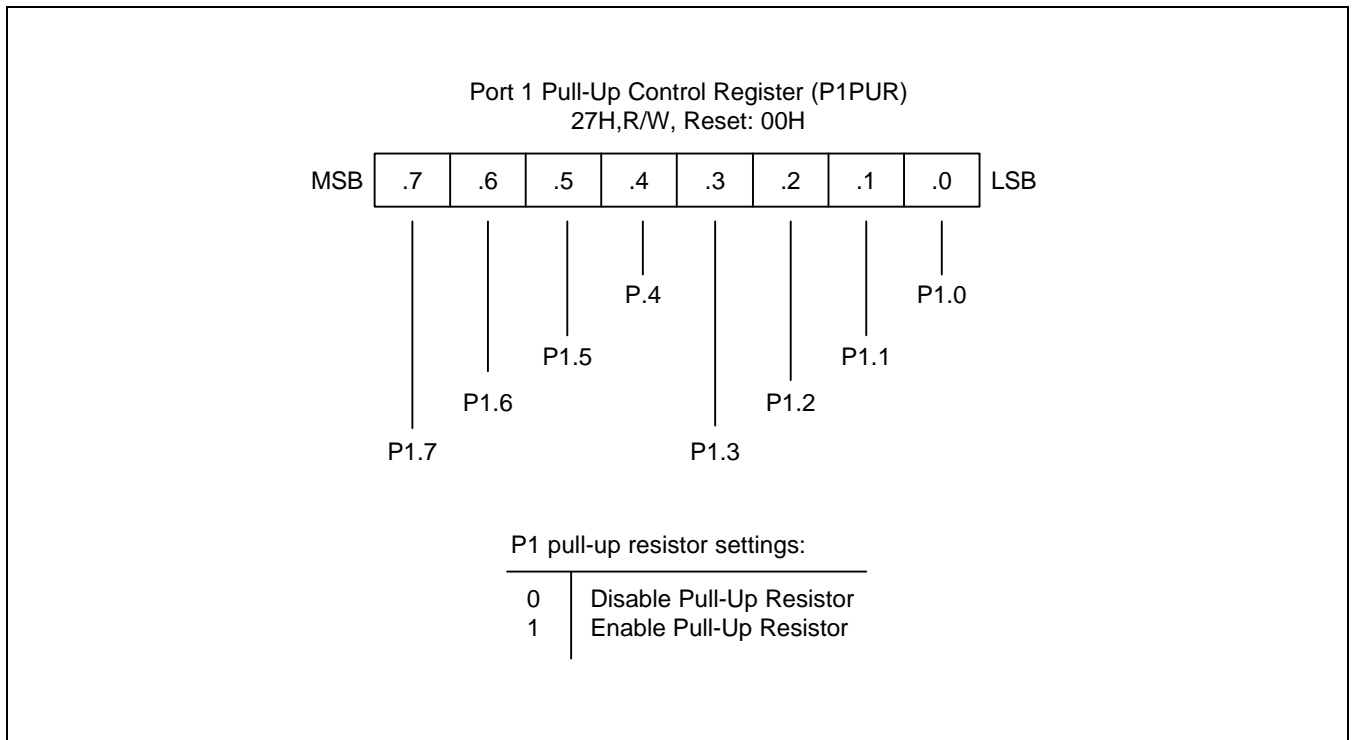 Port 1 Pull-Up Control Register (P1PUR)
27H,R/W, Reset: 00H
MSB .7 .6 .5 .4 .3 .2 .1 .0 LSB
P.4 P1.0
P1.5 P1.1
P1.6 P1.2
P1.7 P1.3
P1 pull-up resistor settings:
0 Disable Pull-Up Resistor
1 Enable Pull-Up Resistor